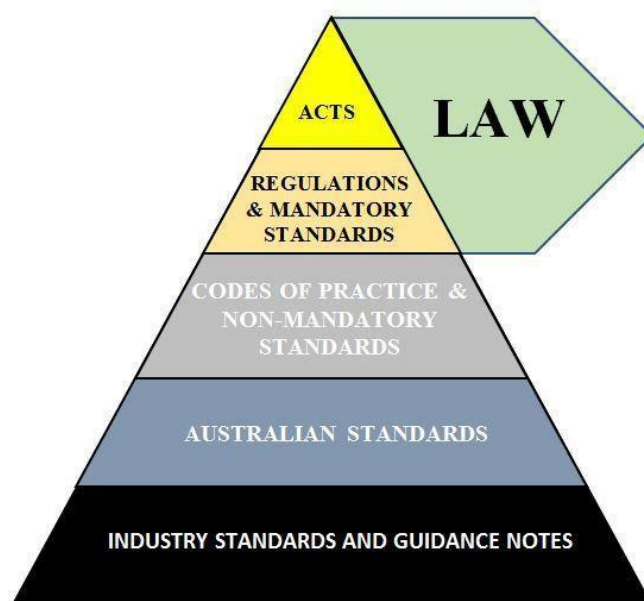 ACTS
LAW
REGULATIONS
& MANDATORY
STANDARDS
CODES OF PRACTICE &
NON-MANDATORY
STANDARDS
AUSTRALIAN STANDARDS
INDUSTRY STANDARDS AND GUIDANCE NOTES